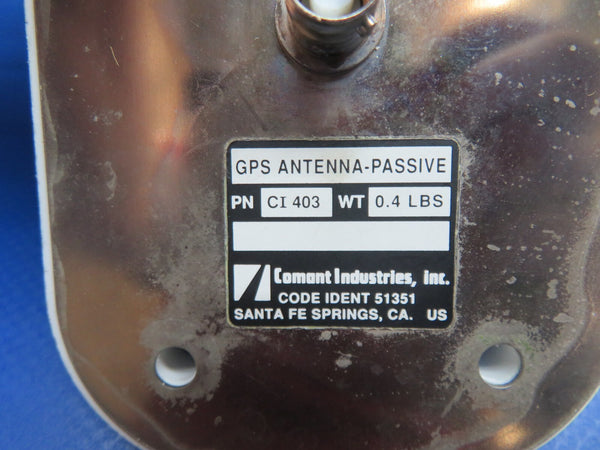 GPS ANTENNA-PASSIVE
PN CI 403 WT 0.4 LBS
Comant Industries, Inc.
CODE IDENT 51351
SANTA FE SPRINGS, CA. US